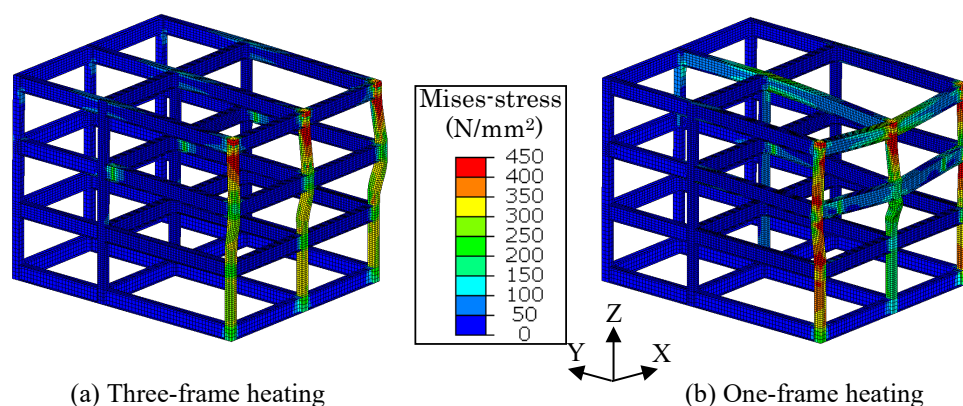 Mises-stress
(N/mm²)
450
400
350
300
250
200
150
100
50
0
Z
Y
X
(a) Three-frame heating
(b) One-frame heating